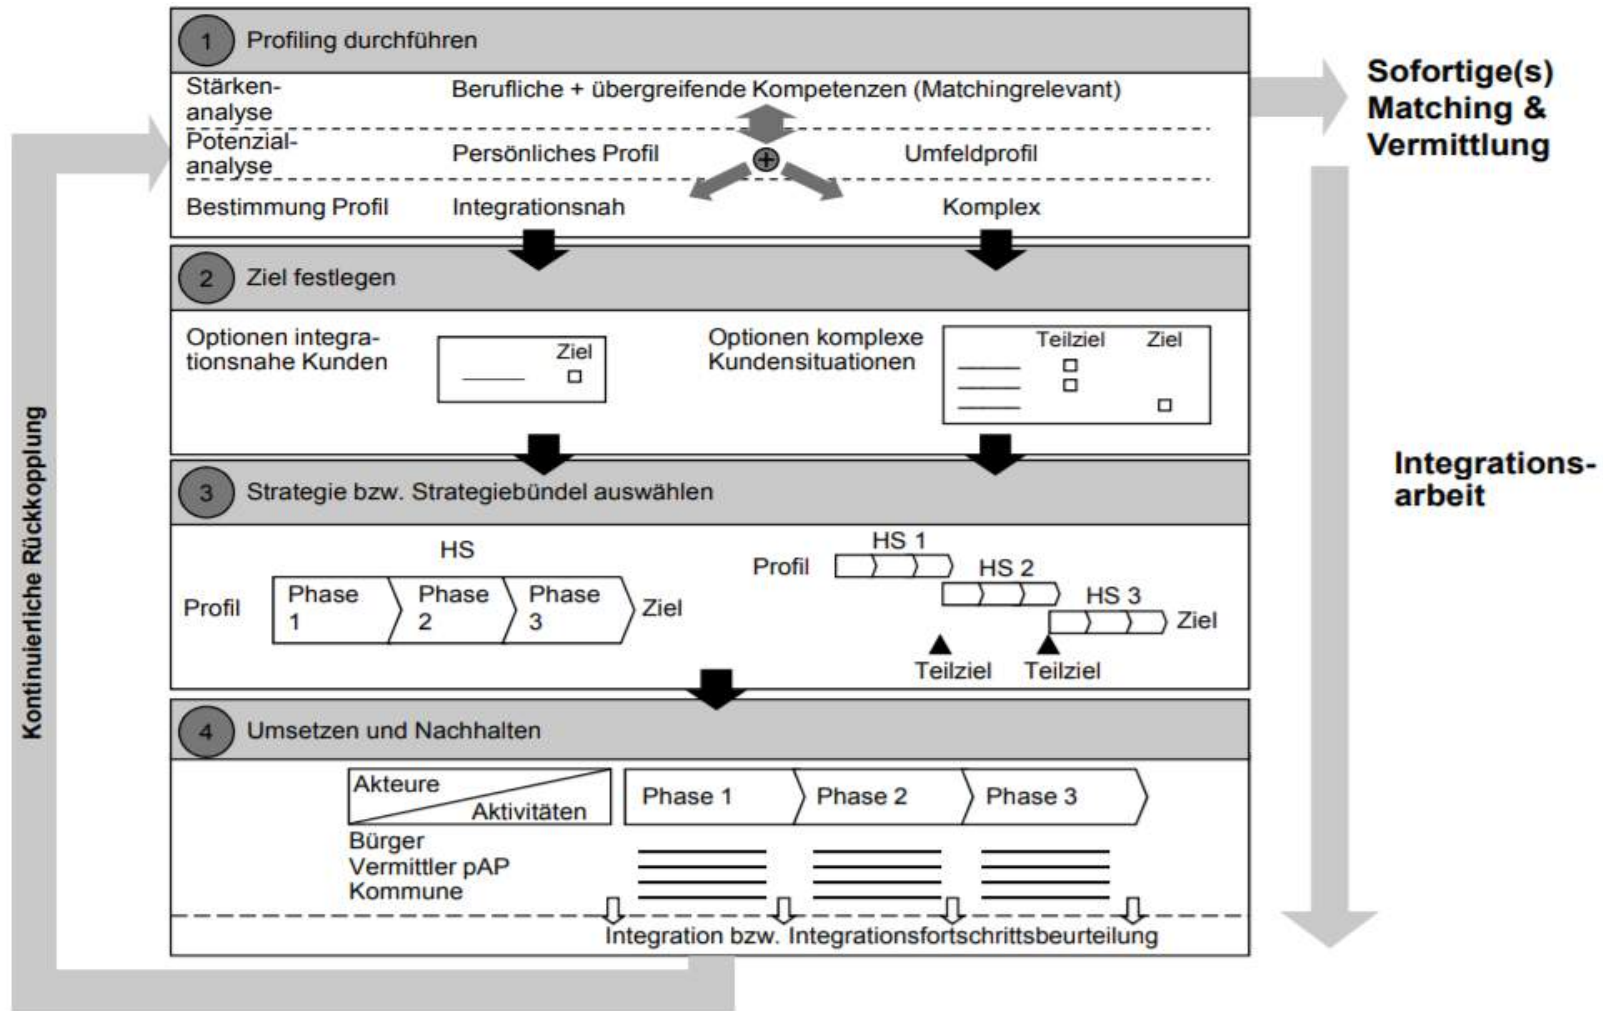 1 Profiling durchführen
Stärken-
analyse
Berufliche + übergreifende Kompetenzen (Matchingrelevant)
Potenzial-
analyse
Persönliches Profil
+
Umfeldprofil
Bestimmung Profil
Integrationsnah
Komplex
Sofortige(s)
Matching &
Vermittlung
2 Ziel festlegen
Optionen integra-
tionsnahe Kunden
Ziel
Optionen komplexe
Kundensituationen
Teilziel Ziel
3 Strategie bzw. Strategiebündel auswählen
HS
Profil
Phase
1
Phase
2
Phase
3
Ziel
Profil
HS 1
HS 2
HS 3
Ziel
Teilziel Teilziel
Integrations-
arbeit
4 Umsetzen und Nachhalten
Akteure
Aktivitäten
Phase 1
Phase 2
Phase 3
Bürger
Vermittler pAP
Kommune
Integration bzw. Integrationsfortschrittsbeurteilung
Kontinuierliche Rückkopplung